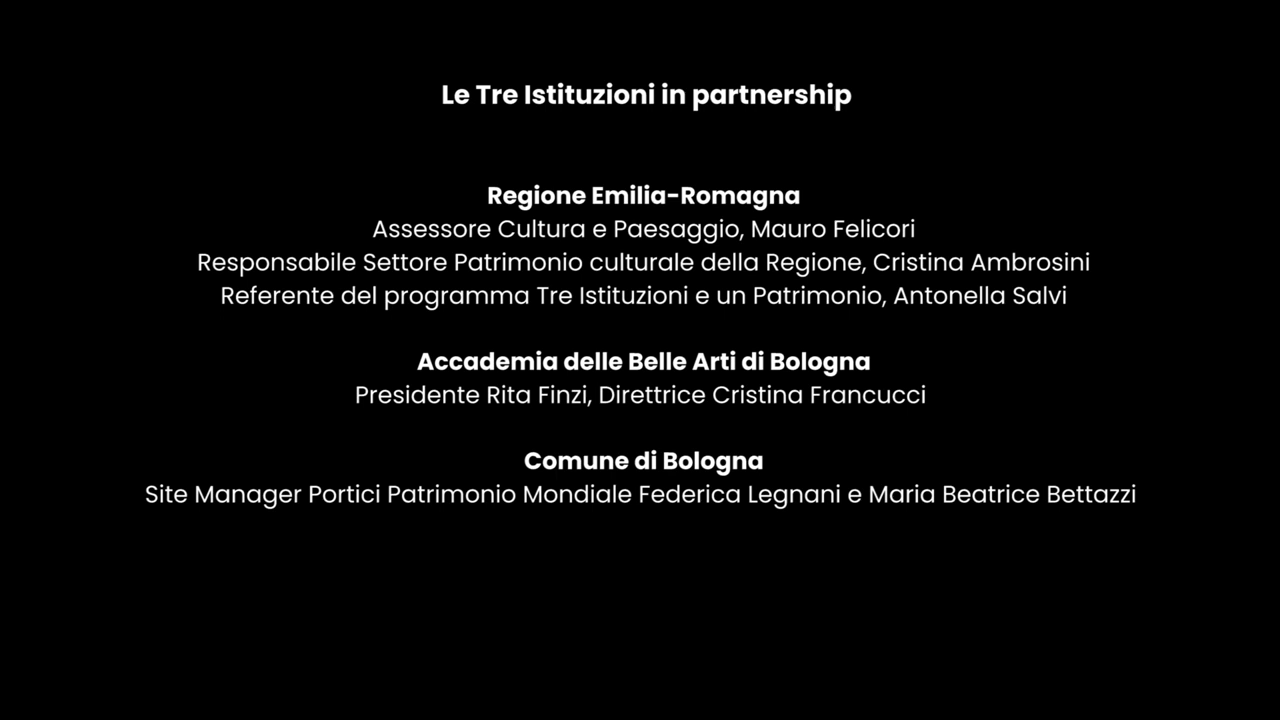 Le Tre Istituzioni in partnership
Regione Emilia-Romagna
Assessore Cultura e Paesaggio, Mauro Felicori
Responsabile Settore Patrimonio culturale della Regione, Cristina Ambrosini
Referente del programma Tre Istituzioni e un Patrimonio, Antonella Salvi
Accademia delle Belle Arti di Bologna
Presidente Rita Finzi, Direttrice Cristina Francucci
Comune di Bologna
Site Manager Portici Patrimonio Mondiale Federica Legnani e Maria Beatrice Bettazzi